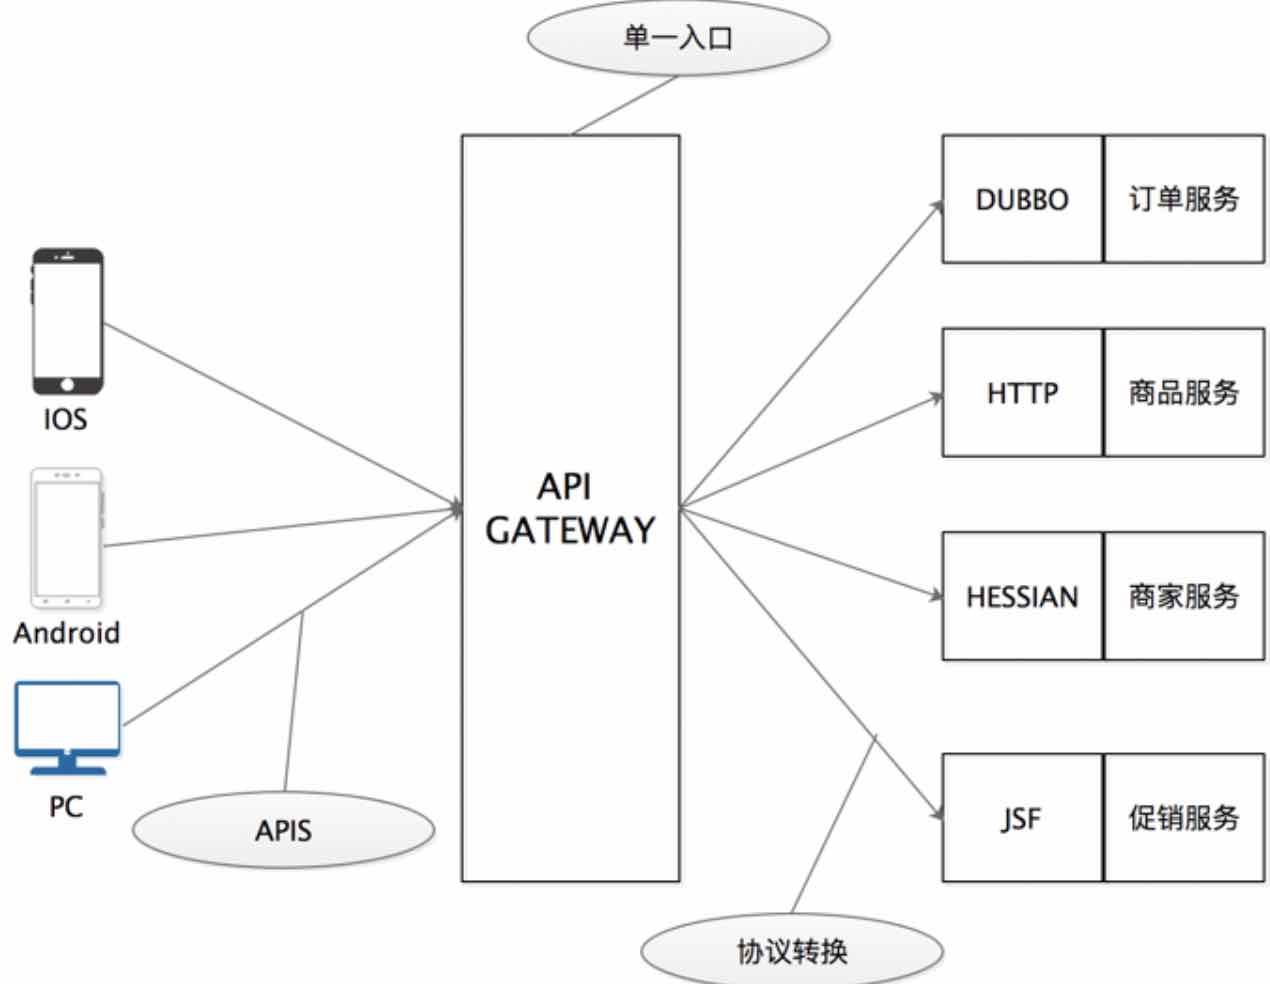 单一入口
IOS
Android
PC
APIS
API
GATEWAY
DUBBO 订单服务
HTTP 商品服务
HESSIAN 商家服务
JSF 促销服务
协议转换